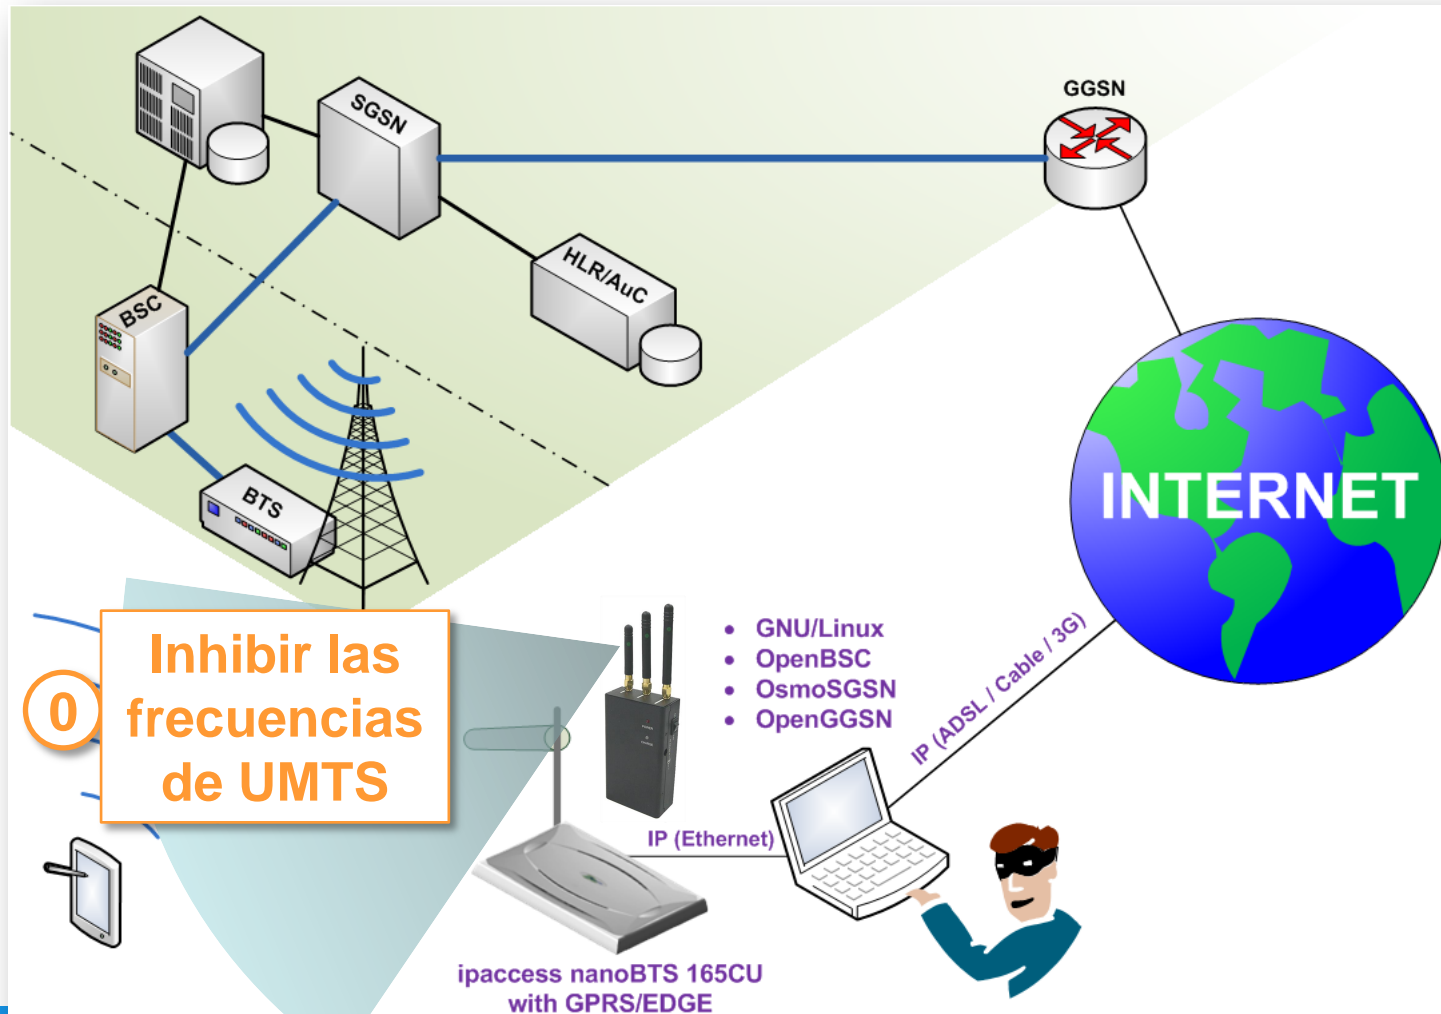 SGSN
GGSN
HLR/AuC
BSC
BTS
INTERNET
0
Inhibir las
frecuencias
de UMTS
• GNU/Linux
• OpenBSC
• OsmoSGSN
• OpenGGSN
IP (ADSL / Cable / 3G)
IP (Ethernet)
ipaccess nanoBTS 165CU
with GPRS/EDGE